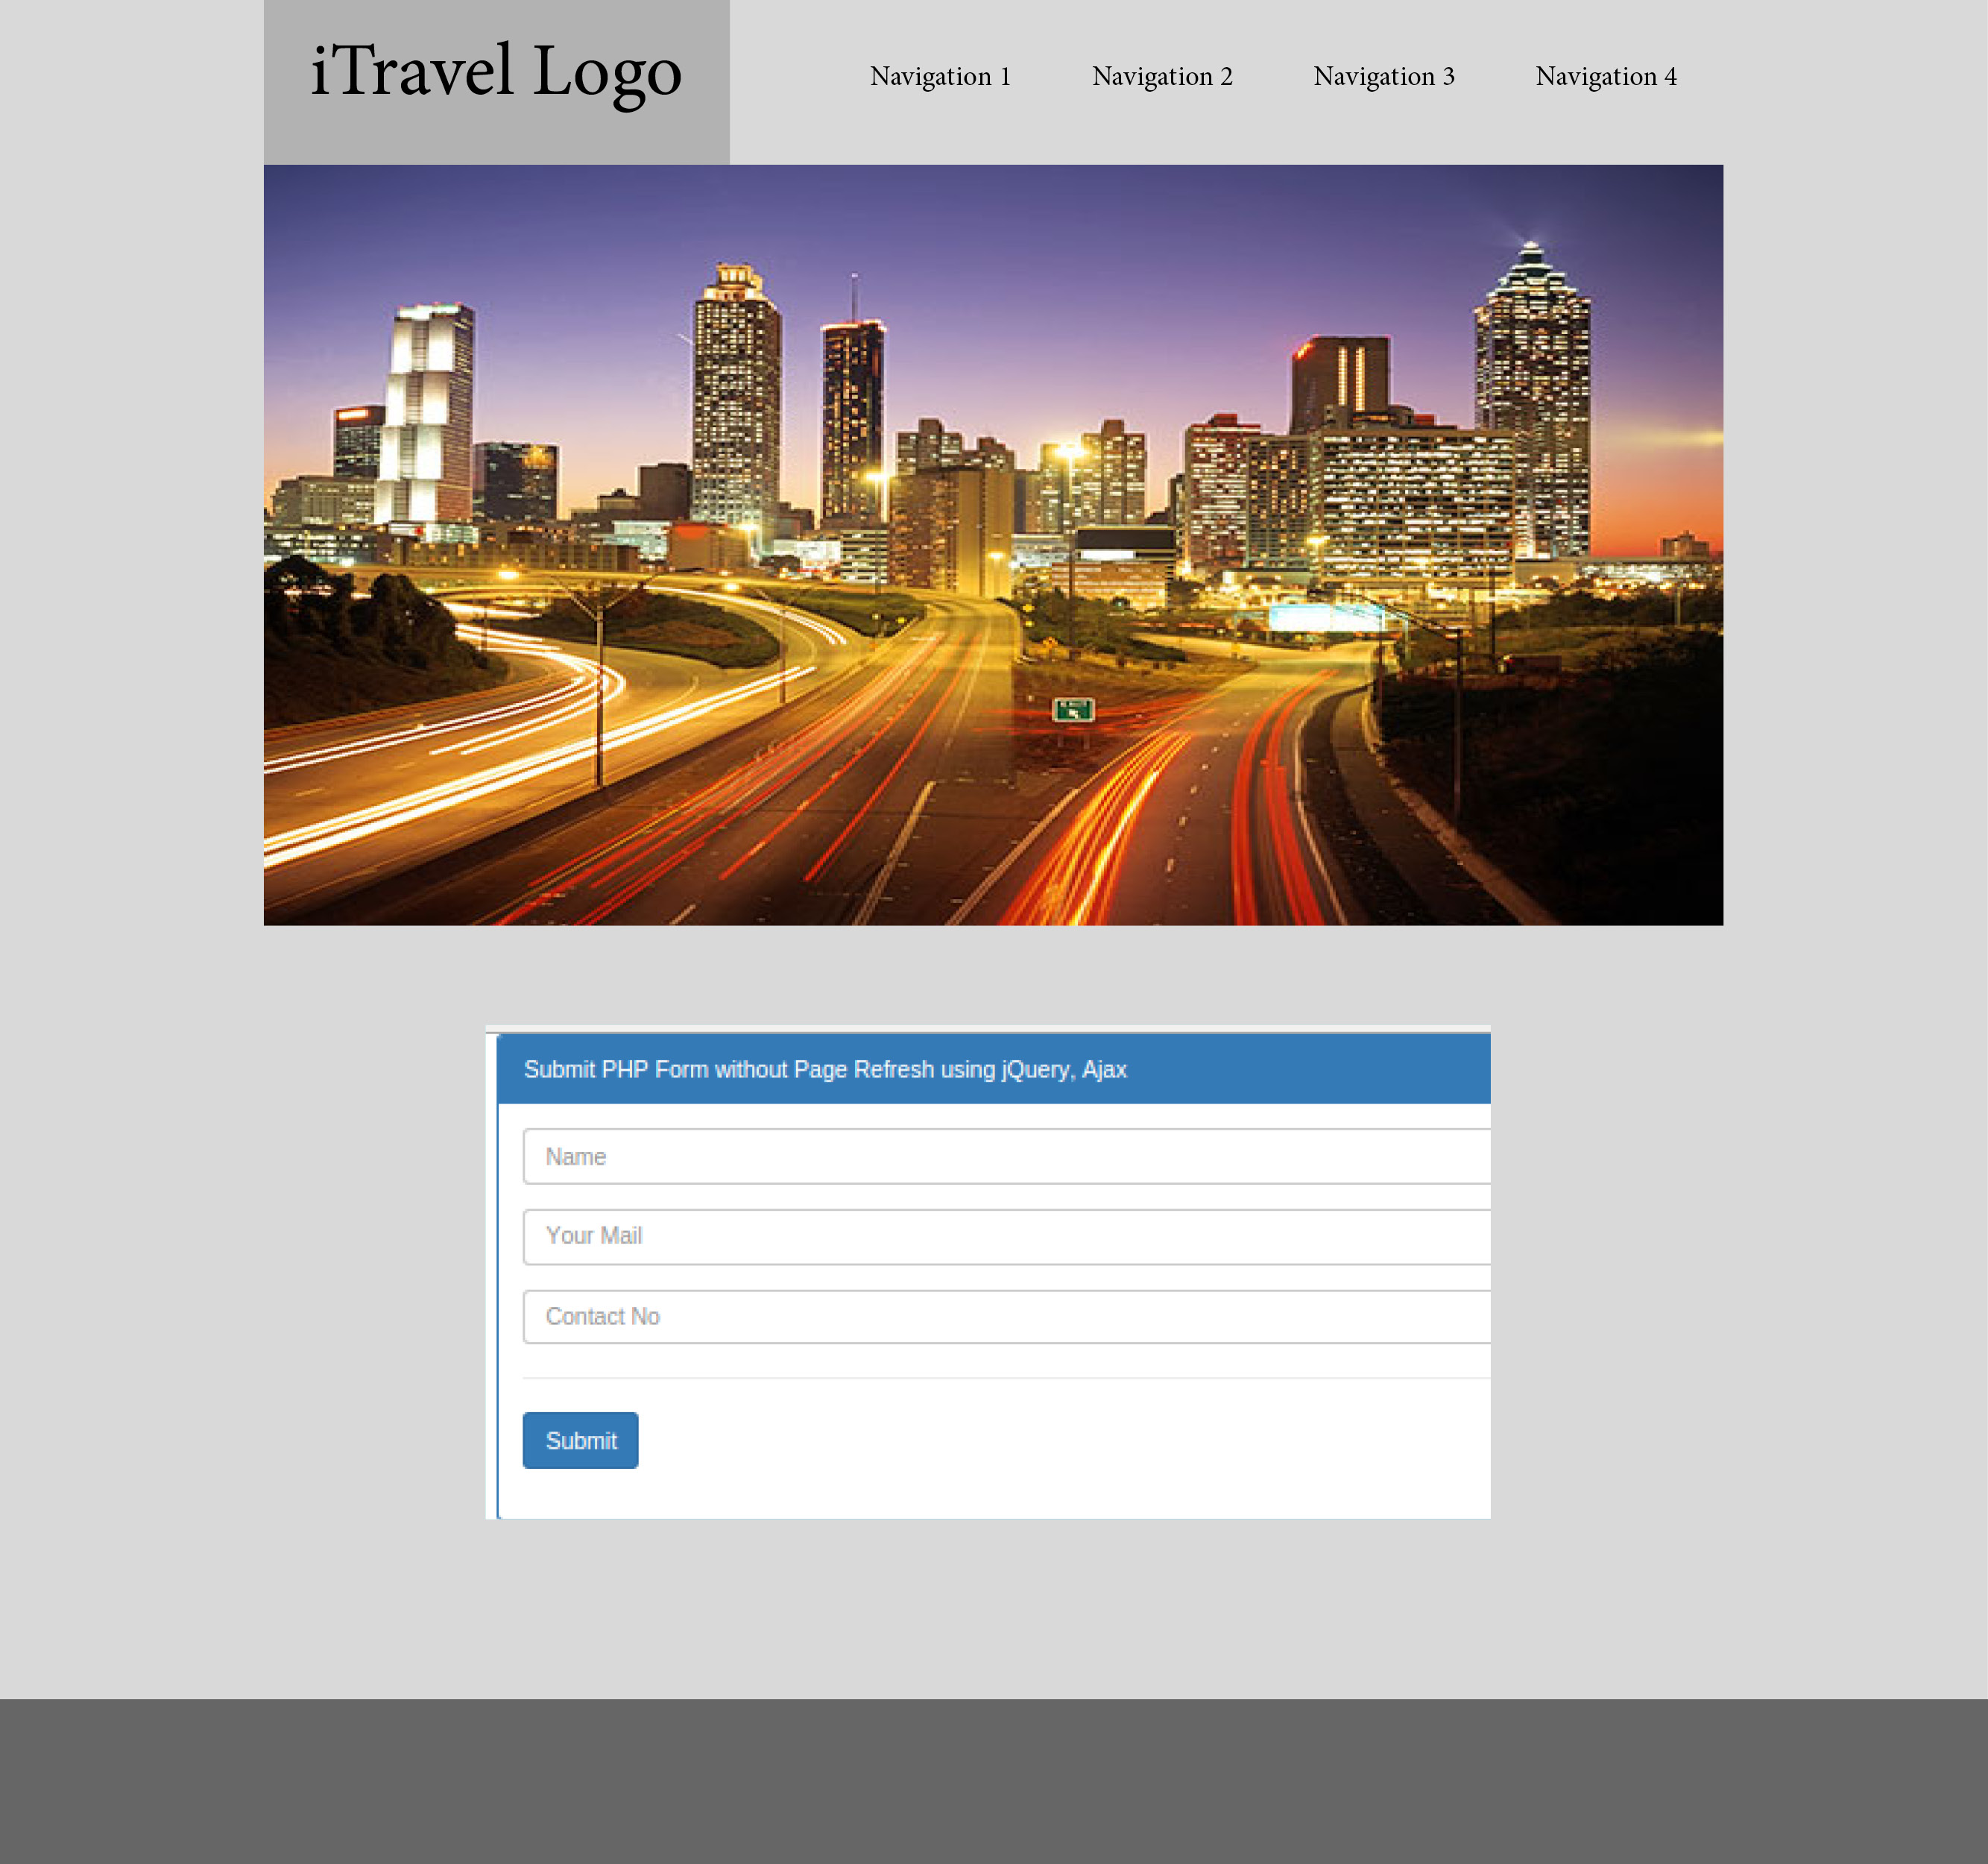 iTravel Logo
Navigation 1
Navigation 2
Navigation 3
Navigation 4
Submit PHP Form without Page Refresh using jQuery, Ajax
Name
Your Mail
Contact No
Submit